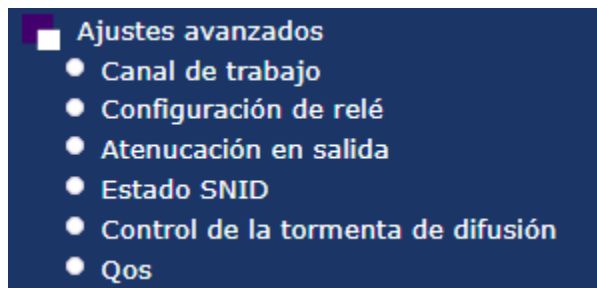 Ajustes avanzados
Canal de trabajo
Configuración de relé
Atenucación en salida
Estado SNID
Control de la tormenta de difusión
Qos